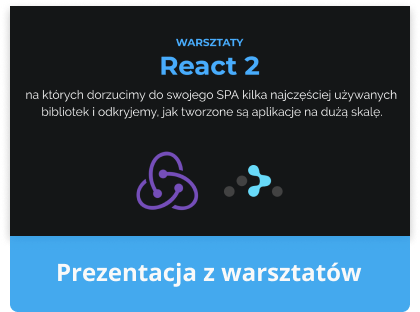 WARSZTATY
React 2
na których dorzucimy do swojego SPA kilka najczęściej używanych
bibliotek i odkryjemy, jak tworzone są aplikacje na dużą skalę.
Prezentacja z warsztatów